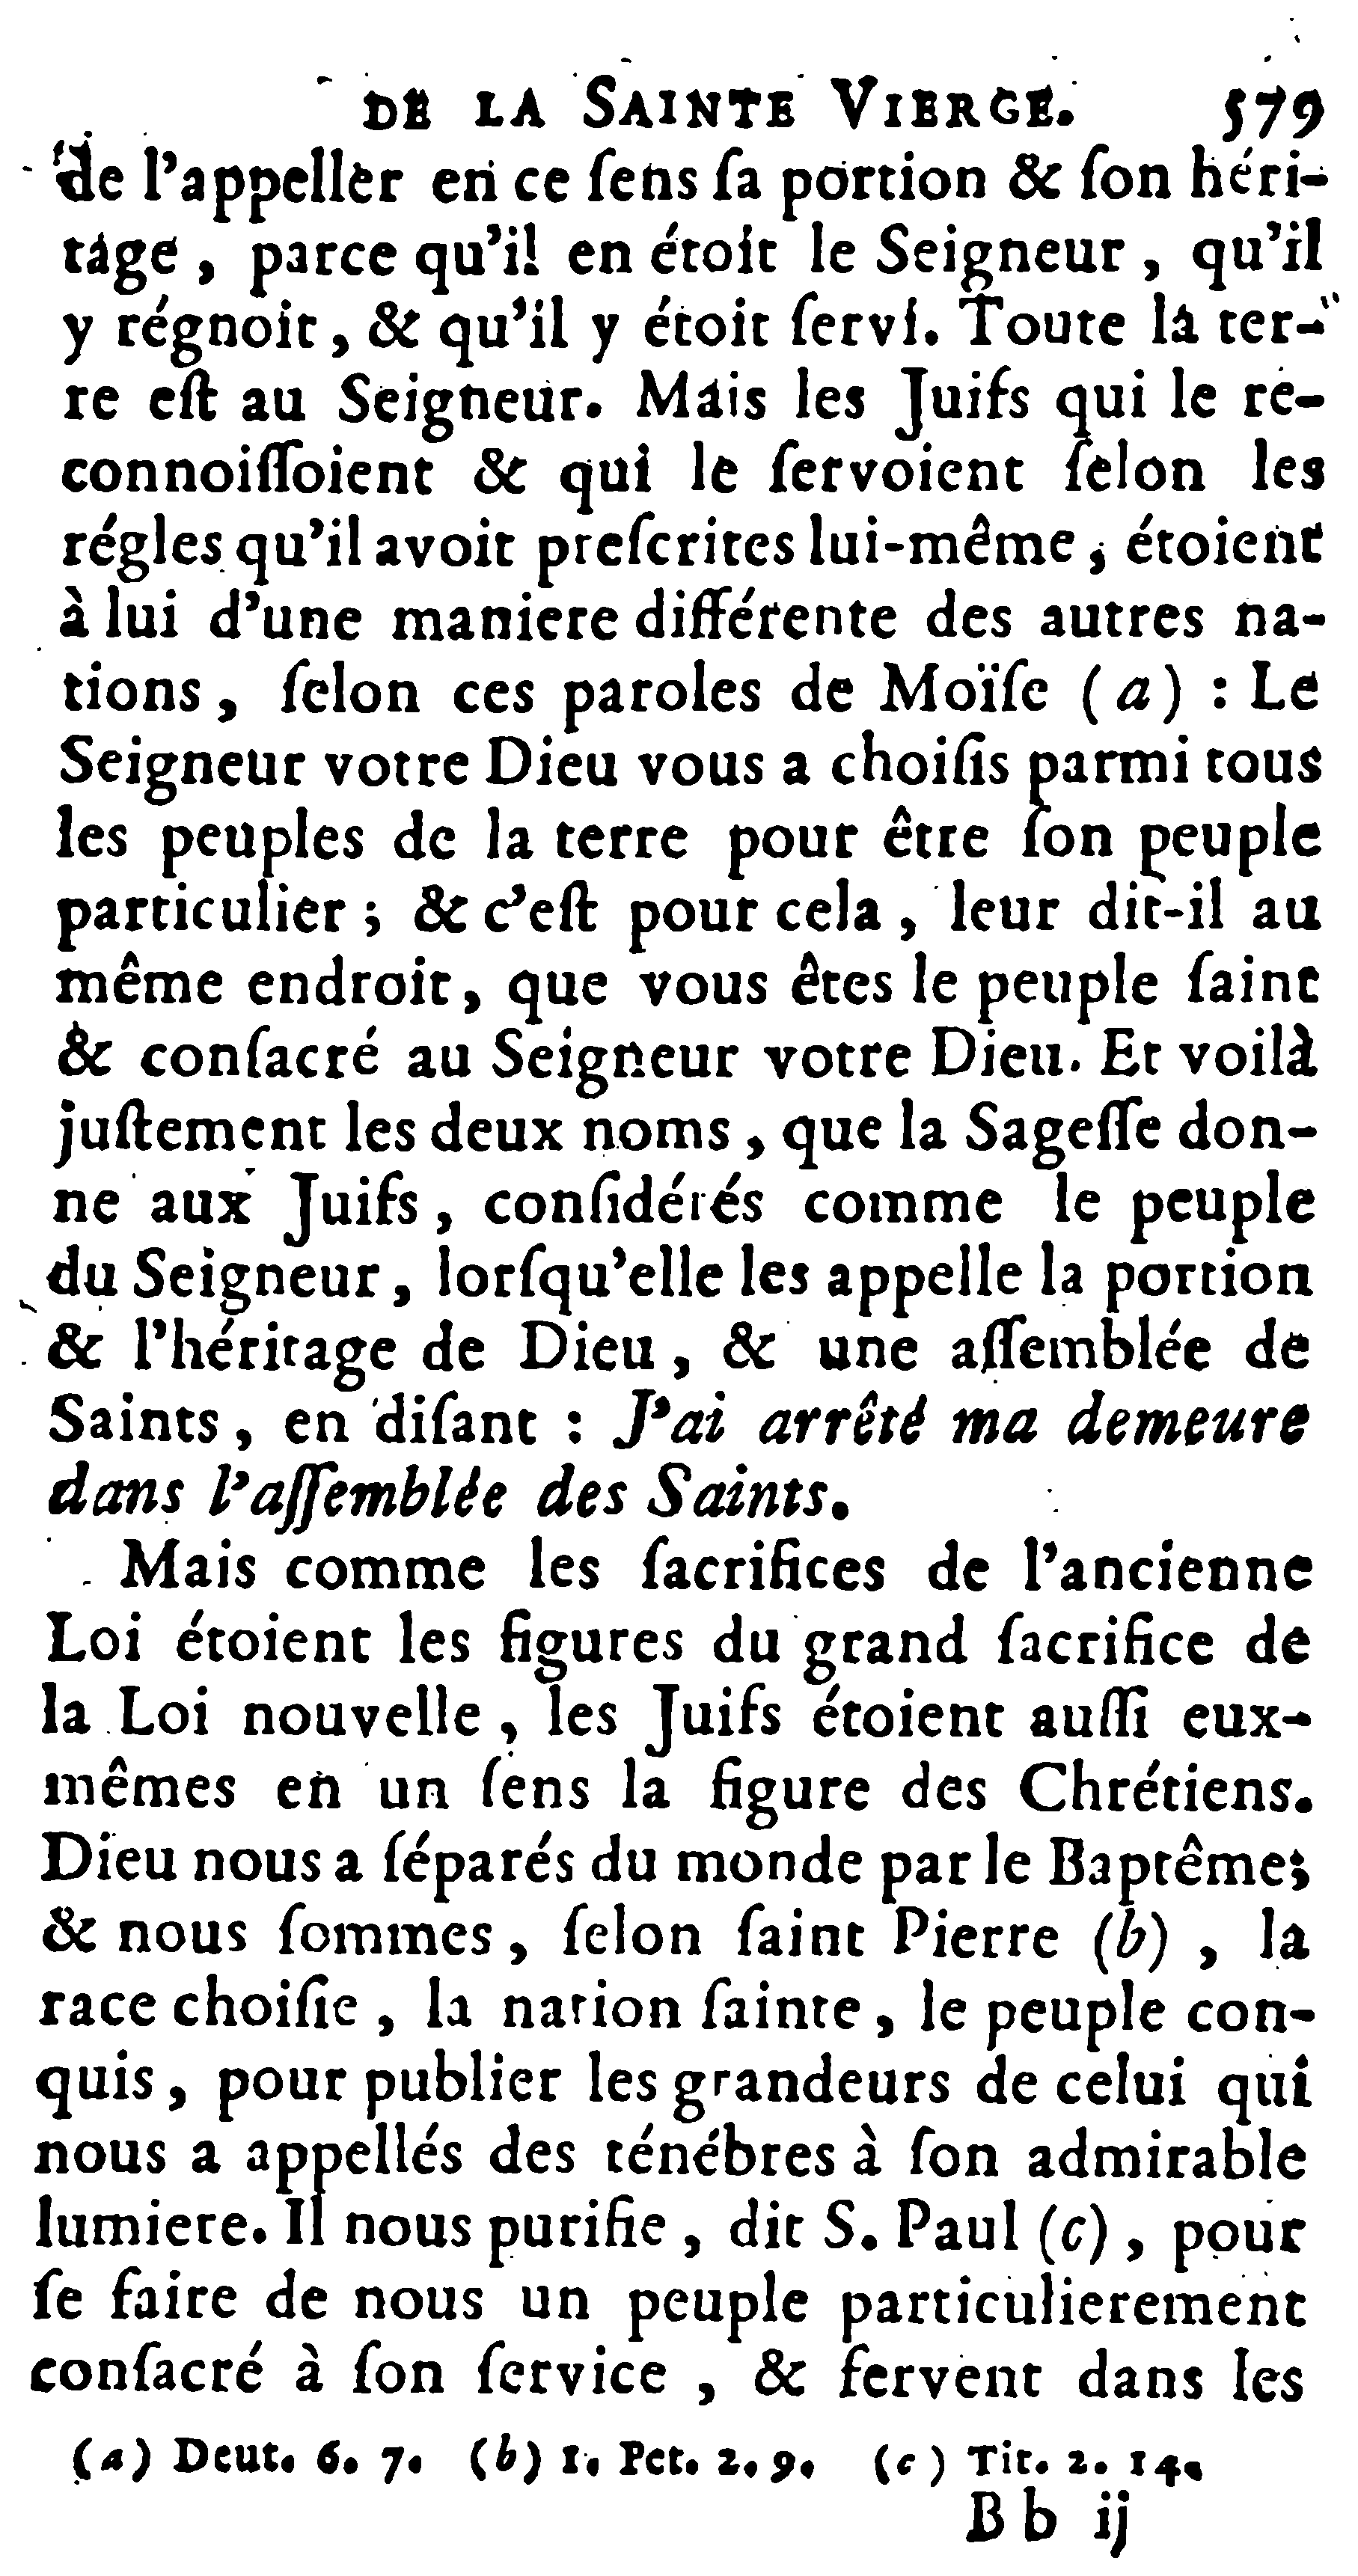 DE LA SAINTE VIERGE. 579
de l'appeller en ce ſens ſa portion & ſon héri-
tage, parce qu'il en étoit le Seigneur, qu'il
y régnoit, & qu'il y étoit ſervi. Toute la ter-
re eſt au Seigneur. Mais les Juifs qui le re-
connoiſſoient & qui le ſervoient ſelon les
régles qu'il avoit preſcrites lui-même, étoient
à lui d'une maniere différente des autres na-
tions, ſelon ces paroles de Moïſe (a) : Le
Seigneur votre Dieu vous a choiſis parmi tous
les peuples de la terre pour être ſon peuple
particulier ; & c'eſt pour cela, leur dit-il au
même endroit, que vous êtes le peuple ſaint
& conſacré au Seigneur votre Dieu. Et voilà
juſtement les deux noms, que la Sageſſe don-
ne aux Juifs, conſidérés comme le peuple
du Seigneur, lorſqu'elle les appelle la portion
& l'héritage de Dieu, & une aſſemblée de
Saints, en diſant : J'ai arrêté ma demeure
dans l'aſſemblée des Saints.
Mais comme les ſacrifices de l'ancienne
Loi étoient les figures du grand ſacrifice de
la Loi nouvelle, les Juifs étoient auſſi eux-
mêmes en un ſens la figure des Chrétiens.
Dieu nous a ſéparés du monde par le Baptême;
& nous ſommes, ſelon ſaint Pierre (b), la
race choiſie, la nation ſainte, le peuple con-
quis, pour publier les grandeurs de celui qui
nous a appellés des ténébres à ſon admirable
lumiere. Il nous purifie, dit S. Paul (c), pour
ſe faire de nous un peuple particulierement
conſacré à ſon ſervice, & fervent dans les
(a) Deut. 6. 7. (b) 1. Pet. 2. 9. (c) Tit. 2. 14.
B b ij